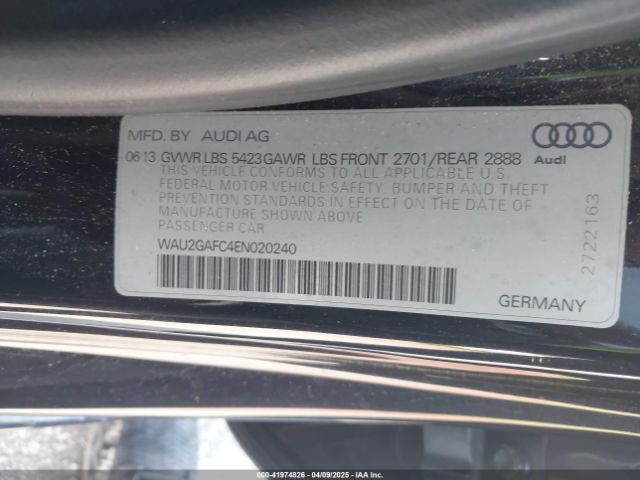 MFD. BY AUDI AG
06 13 GVWR LBS 5423 GAWR LBS FRONT 2701/REAR 2888
THIS VEHICLE CONFORMS TO ALL APPLICABLE U.S.
FEDERAL MOTOR VEHICLE SAFETY, BUMPER AND THEFT
PREVENTION STANDARDS IN EFFECT ON THE DATE OF
MANUFACTURE SHOWN ABOVE
PASSENGER CAR
WAU2GAFC4EN020240
Audi
2722163
GERMANY
000-41974826 - 04/09/2025 - IAAI.com